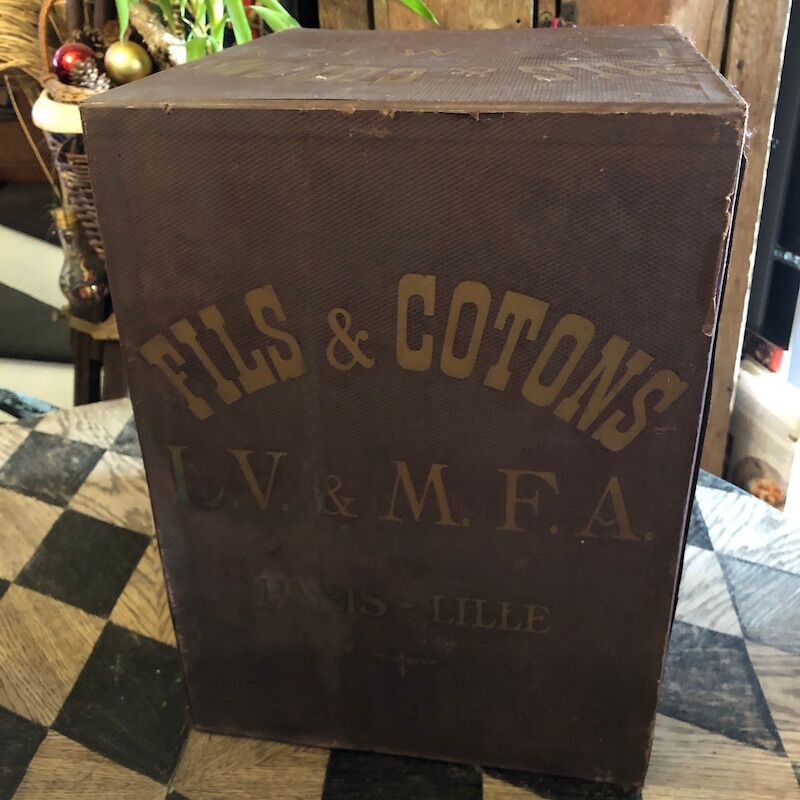 FILS & COTONS
L.V. & M.F.A.
PARIS - LILLE